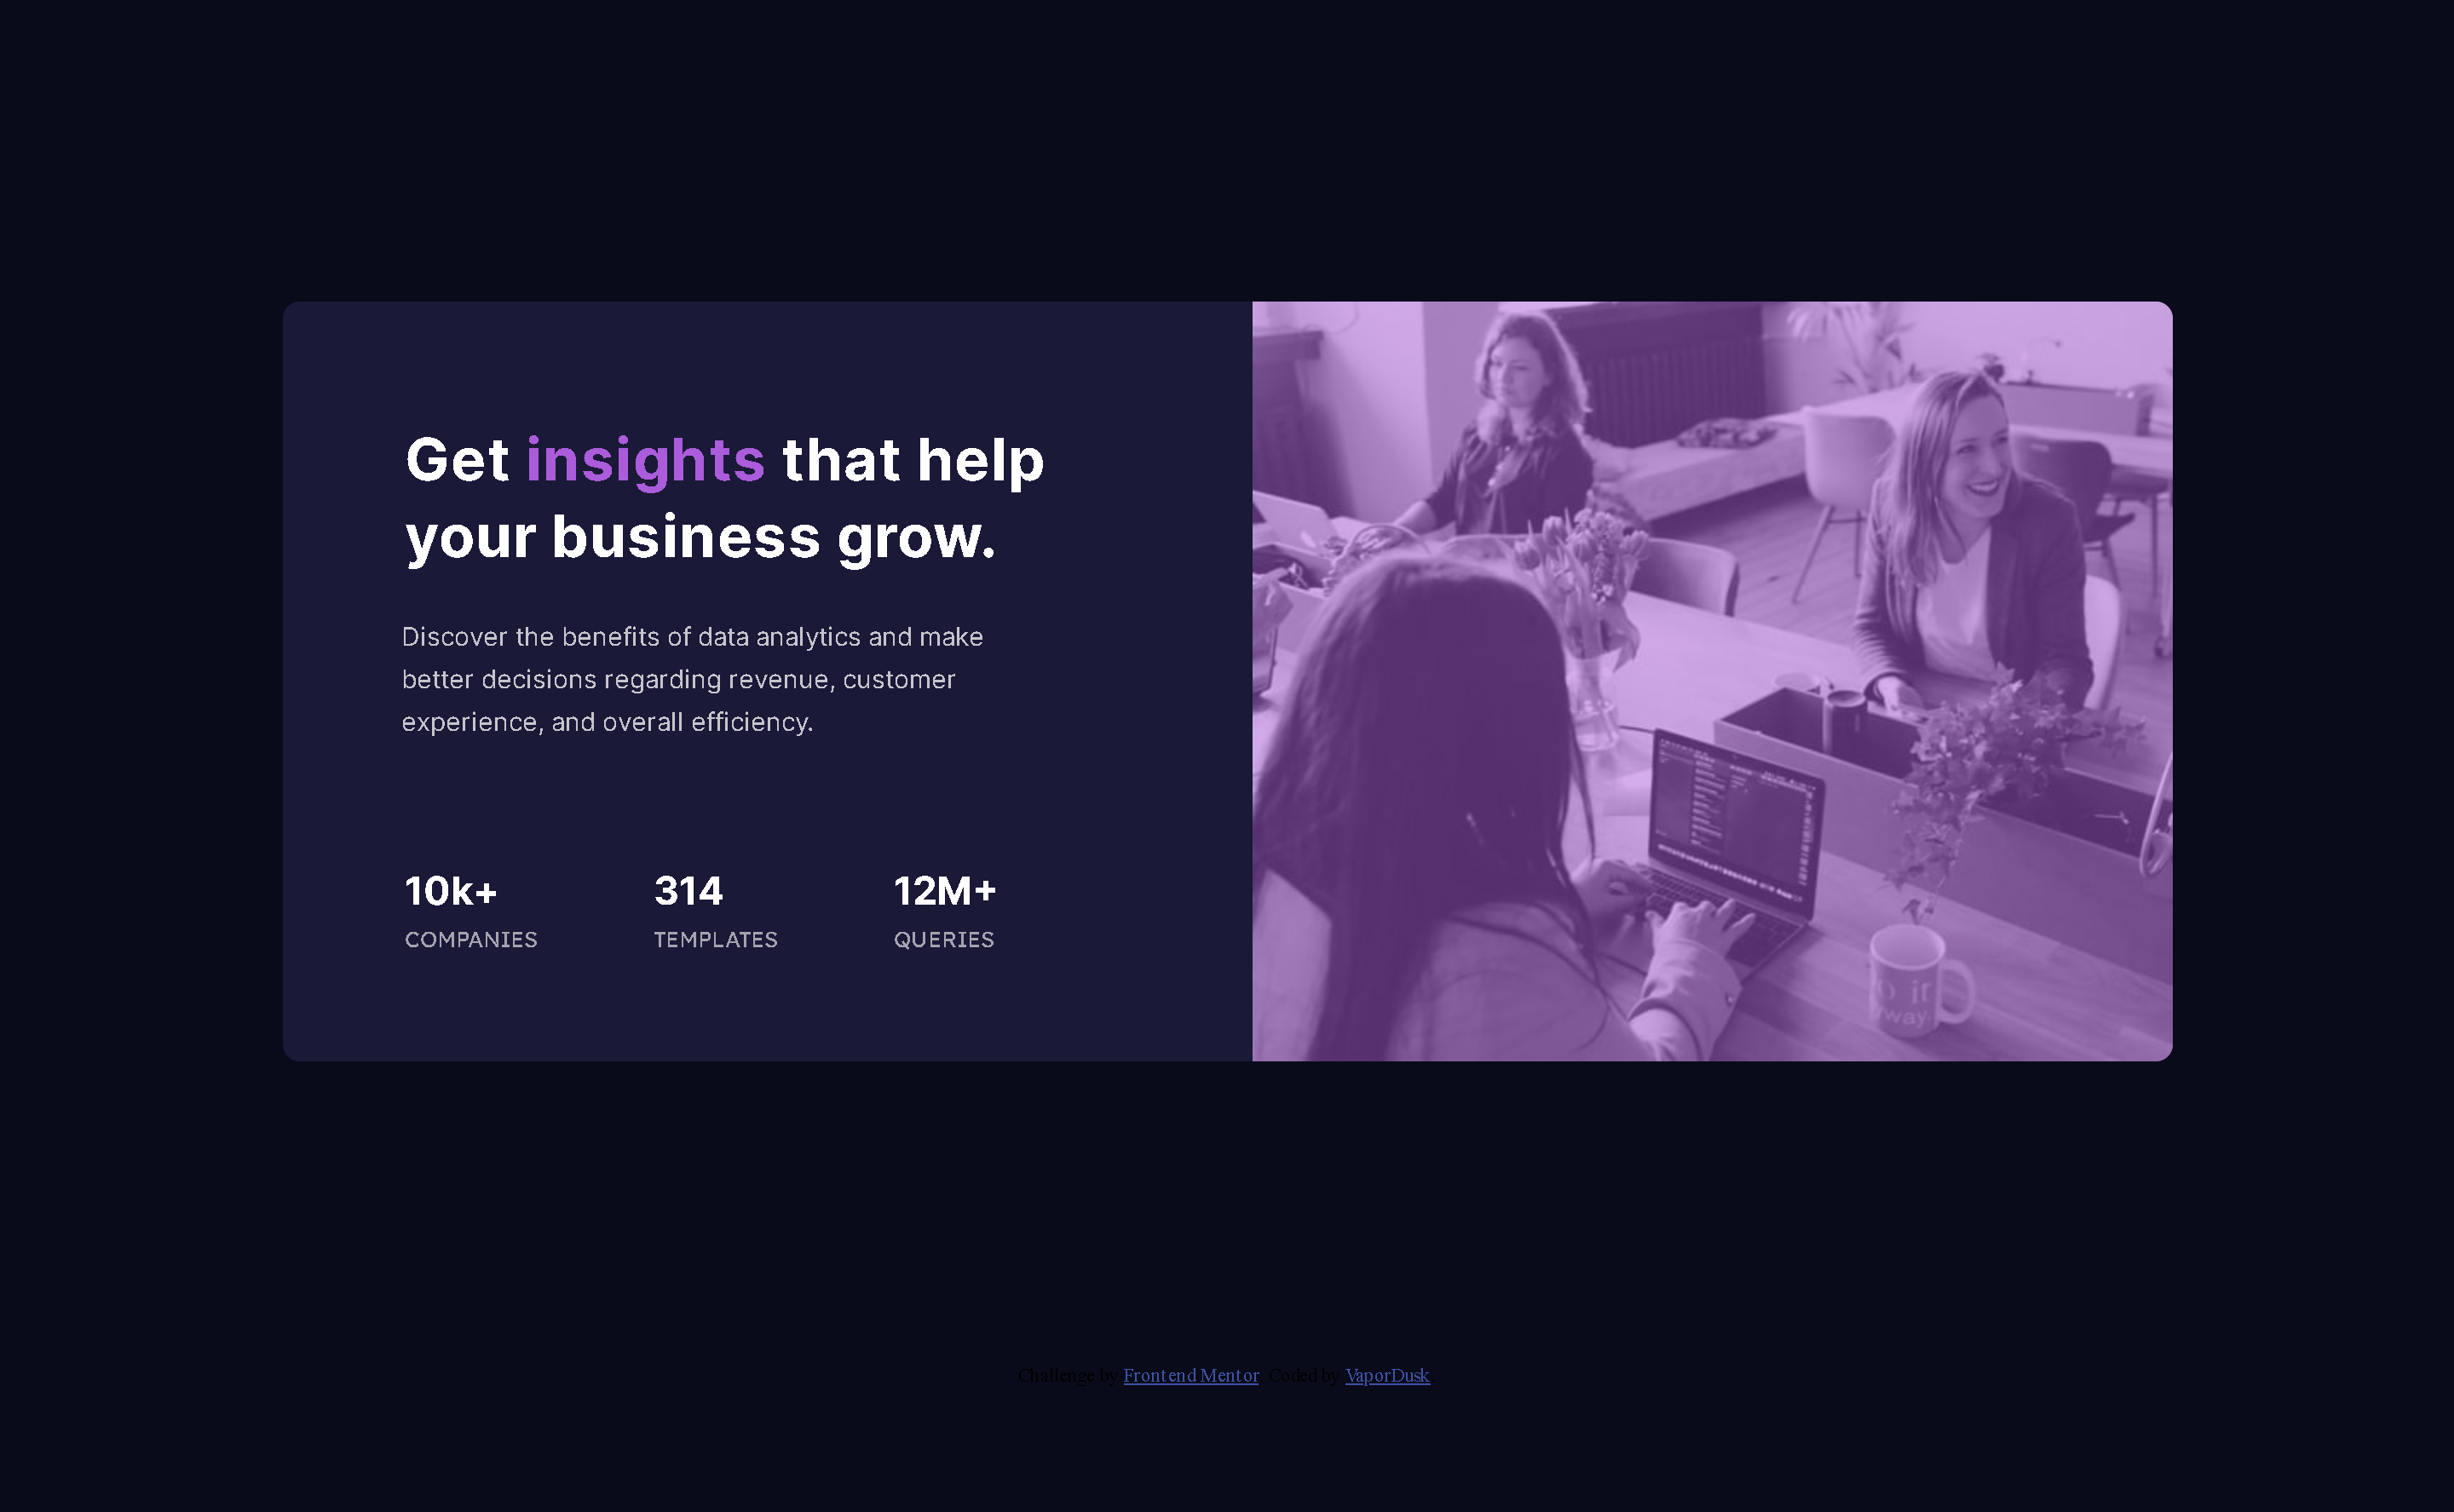 Get insights that help
your business grow.
Discover the benefits of data analytics and make
better decisions regarding revenue, customer
experience, and overall efficiency.
10k+ 314 12M+
COMPANIES TEMPLATES QUERIES
way.
Challenge by Frontend Mentor. Coded by VaporDusk